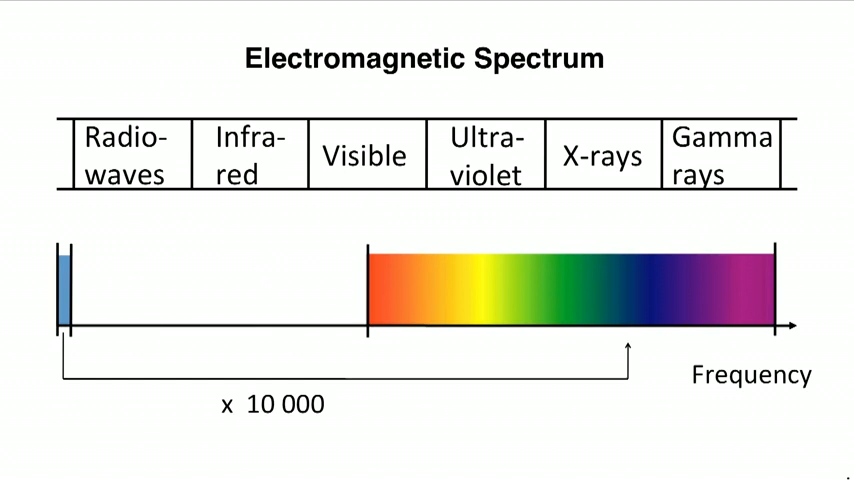 Electromagnetic Spectrum
Radio-
waves
Infra-
red
Visible
Ultra-
violet
X-rays
Gamma
rays
Frequency
x 10 000